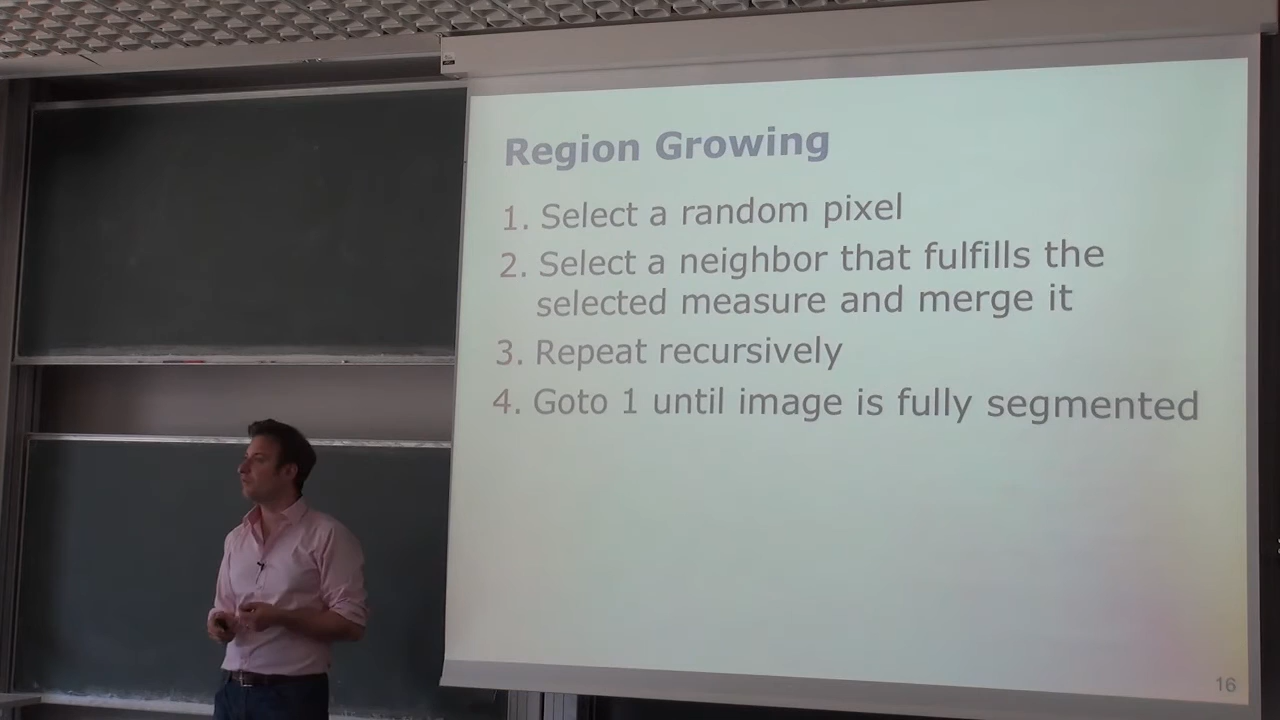 Region Growing
1. Select a random pixel
2. Select a neighbor that fulfills the
selected measure and merge it
3. Repeat recursively
4. Goto 1 until image is fully segmented
16